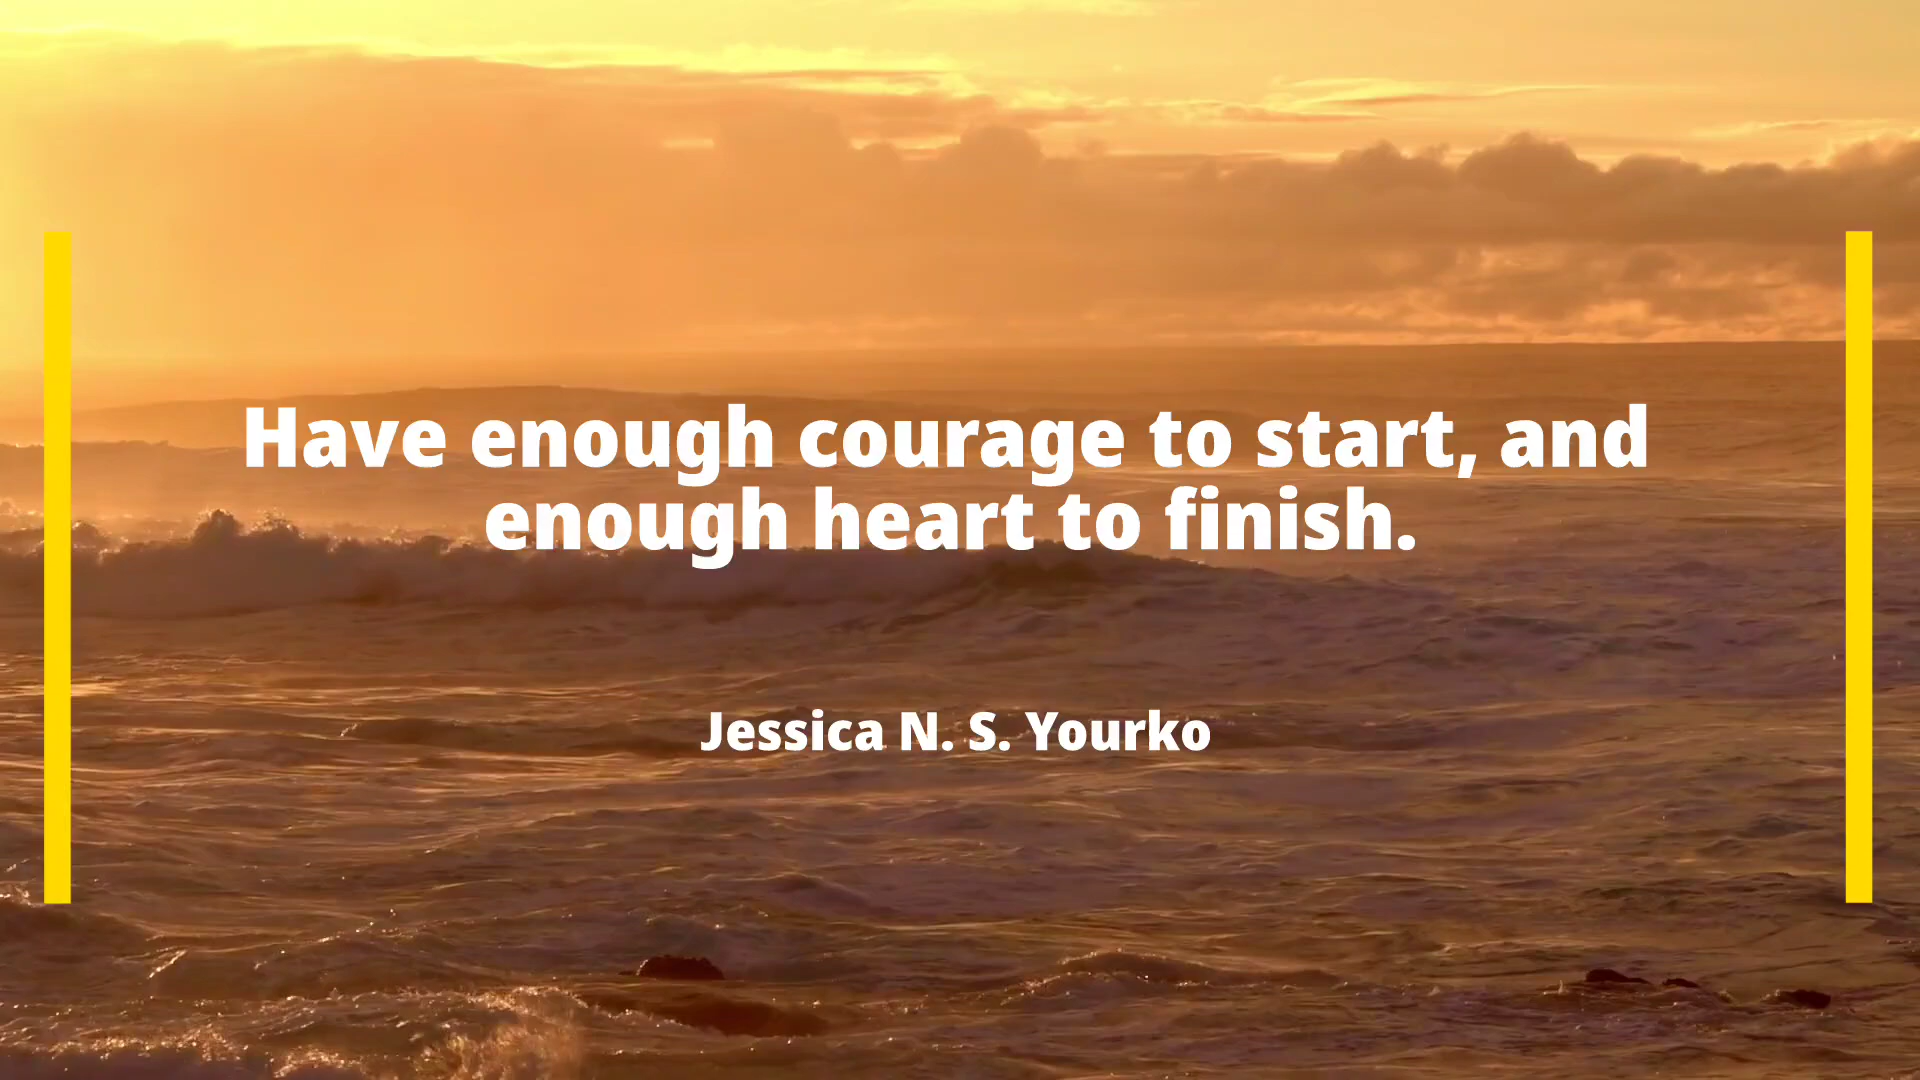 Have enough courage to start, and
enough heart to finish.
Jessica N. S. Yourko